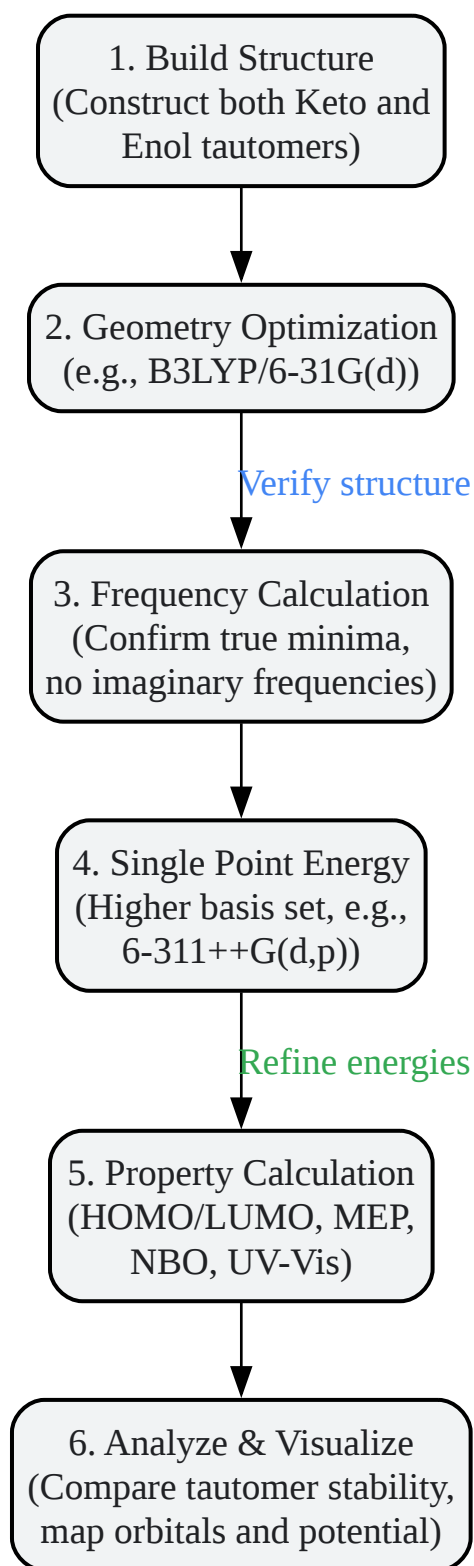 1. Build Structure
(Construct both Keto and
Enol tautomers)
2. Geometry Optimization
(e.g., B3LYP/6-31G(d))
Verify structure
3. Frequency Calculation
(Confirm true minima,
no imaginary frequencies)
4. Single Point Energy
(Higher basis set, e.g.,
6-311++G(d,p))
Refine energies
5. Property Calculation
(HOMO/LUMO, MEP,
NBO, UV-Vis)
6. Analyze & Visualize
(Compare tautomer stability,
map orbitals and potential)